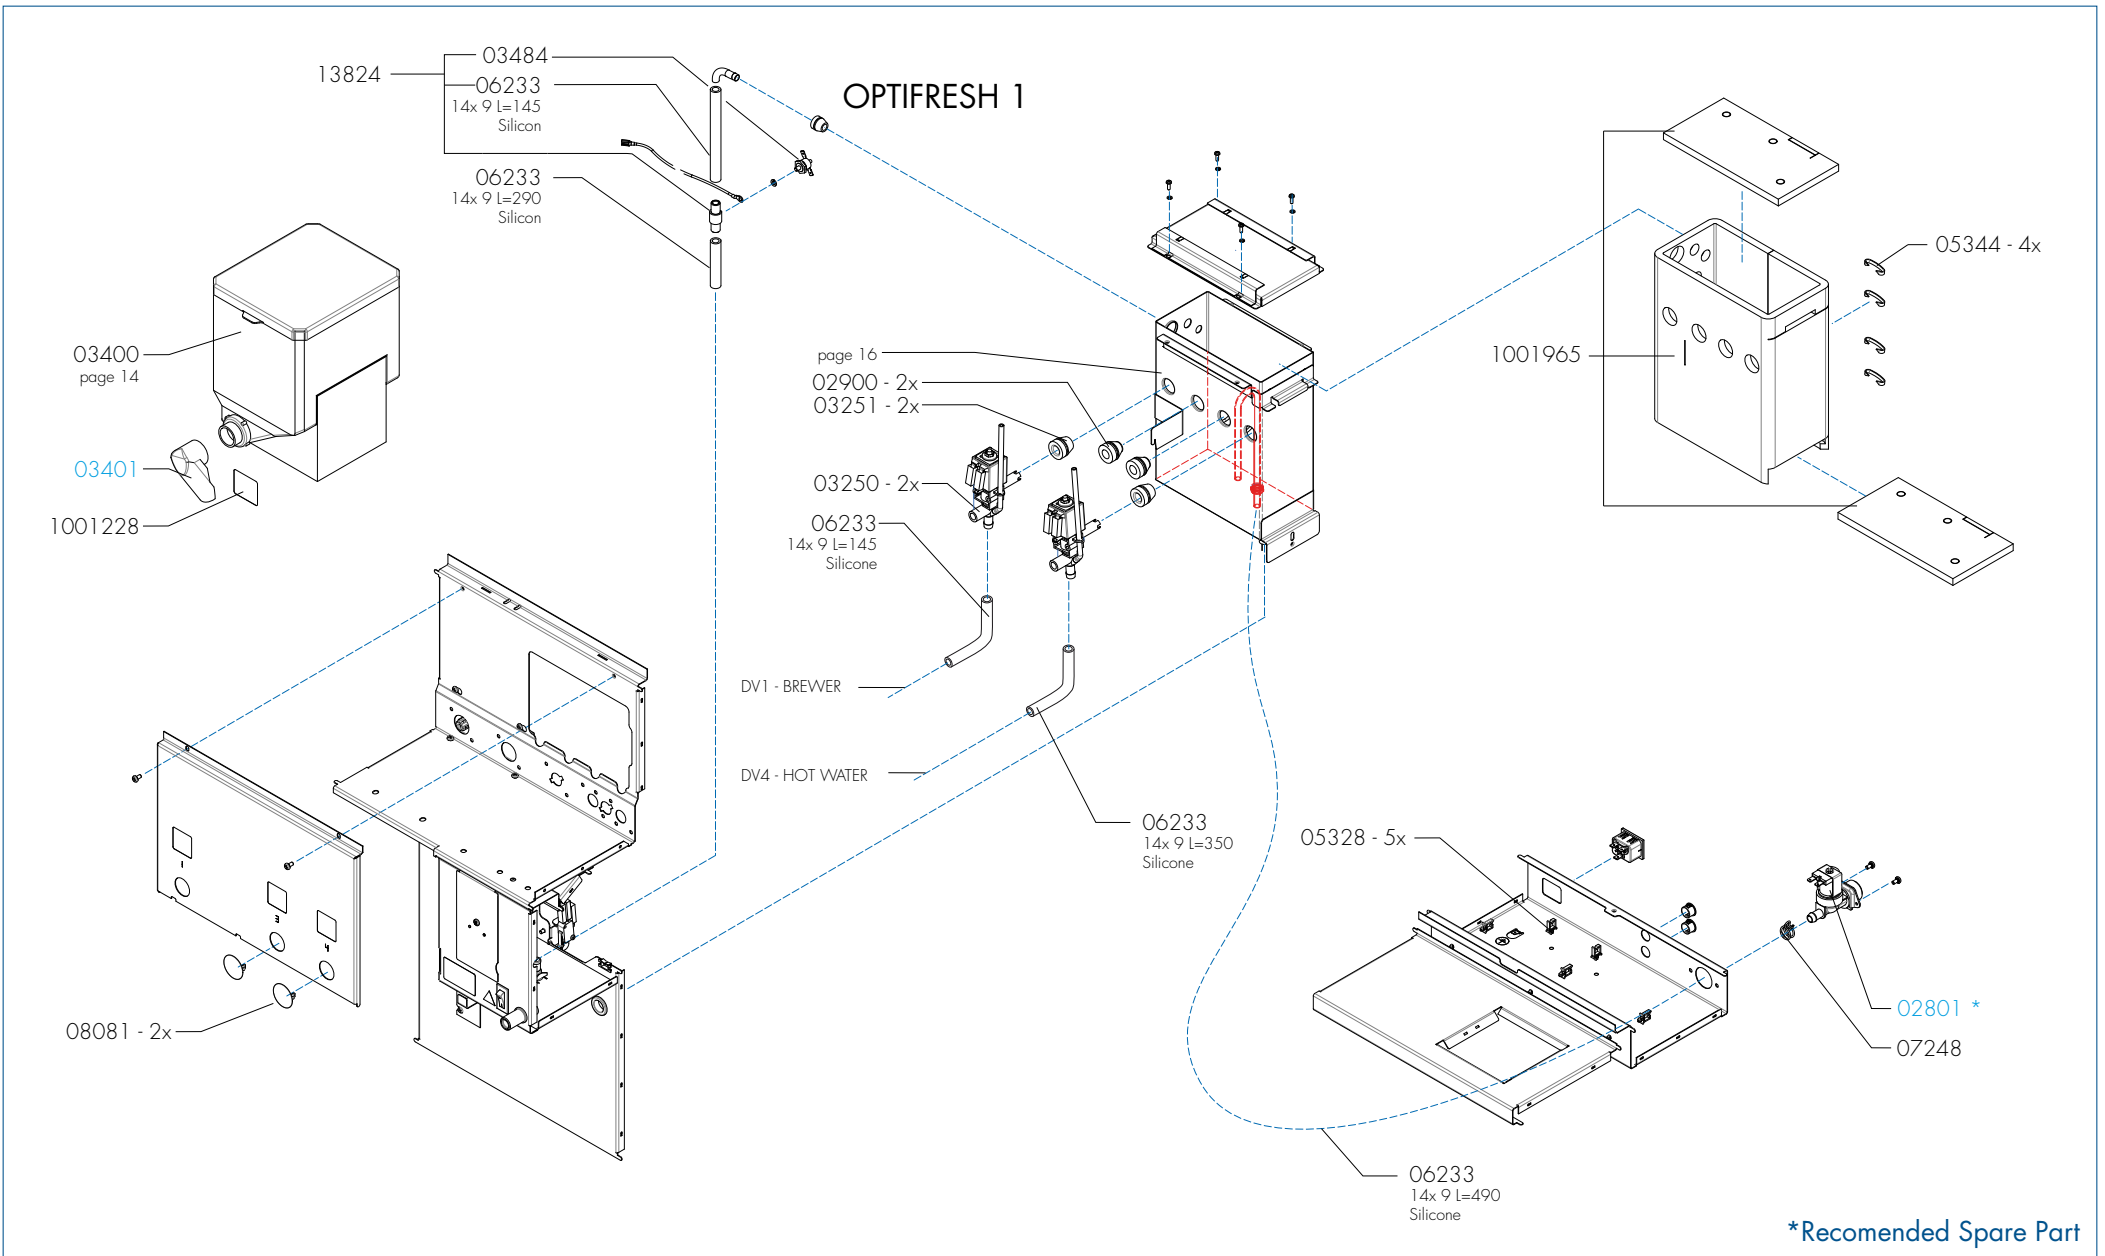 OPTIFRESH 1
13824
03484
06233
14x 9 L=145
Silicon
06233
14x 9 L=290
Silicon
03400
page 14
03401
1001228
page 16
02900 - 2x
03251 - 2x
03250 - 2x
06233
14x 9 L=145
Silicone
05344 - 4x
1001965
DV1 - BREWER
DV4 - HOT WATER
06233
14x 9 L=350
Silicone
05328 - 5x
02801 *
07248
1
3
4
08081 - 2x
06233
14x 9 L=490
Silicone
*Recomended Spare Part